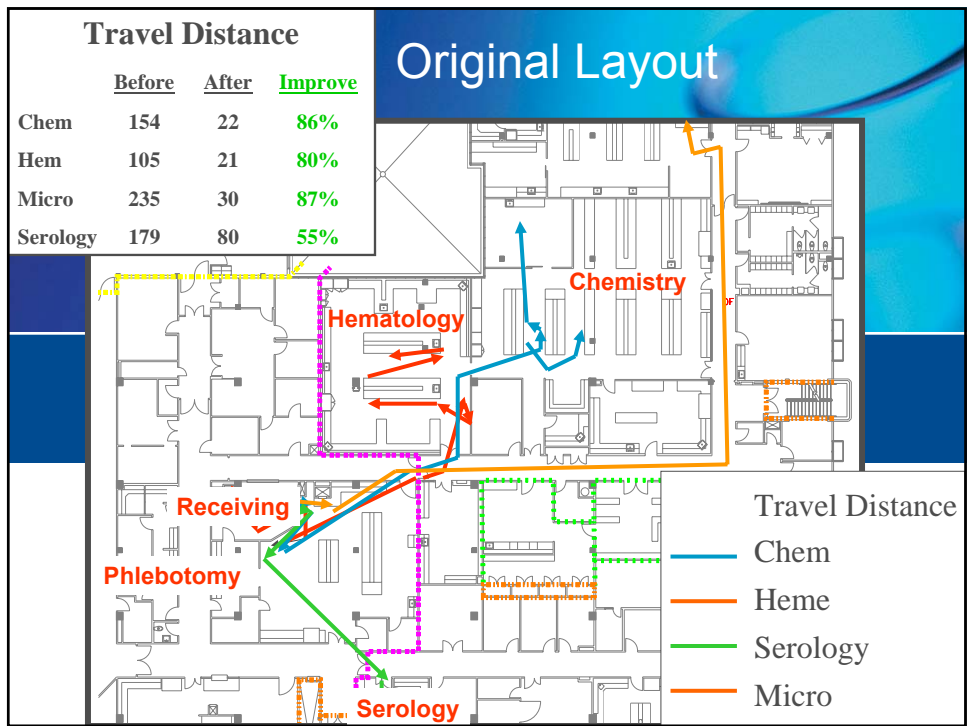 Travel Distance
Before After Improve
Chem 154 22 86%
Hem 105 21 80%
Micro 235 30 87%
Serology 179 80 55%
Original Layout
Chemistry
Hematology
Receiving
Phlebotomy
Serology
Travel Distance
Chem
Heme
Serology
Micro